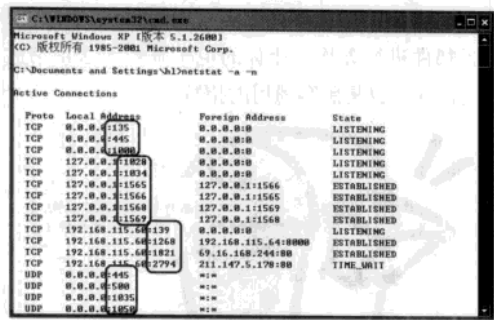 C:\WINDOWS\system32\cmd.exe
Microsoft Windows XP [版本 5.1.2600]
(C) 版权所有 1985-2001 Microsoft Corp.
C:\Documents and Settings\hl>netstat -a -n
Active Connections
Proto Local Address Foreign Address State
TCP 0.0.0.0:135 0.0.0.0:0 LISTENING
TCP 0.0.0.0:445 0.0.0.0:0 LISTENING
TCP 0.0.0.0:1000 0.0.0.0:0 LISTENING
TCP 127.0.0.1:1028 0.0.0.0:0 LISTENING
TCP 127.0.0.1:1034 0.0.0.0:0 LISTENING
TCP 127.0.0.1:1565 127.0.0.1:1566 ESTABLISHED
TCP 127.0.0.1:1566 127.0.0.1:1565 ESTABLISHED
TCP 127.0.0.1:1568 127.0.0.1:1569 ESTABLISHED
TCP 127.0.0.1:1569 127.0.0.1:1568 ESTABLISHED
TCP 192.168.115.60:139 0.0.0.0:0 LISTENING
TCP 192.168.115.60:1268 192.168.115.64:8000 ESTABLISHED
TCP 192.168.115.60:1821 69.16.168.244:80 ESTABLISHED
TCP 192.168.115.60:2794 211.147.5.178:80 TIME_WAIT
UDP 0.0.0.0:445 *:*
UDP 0.0.0.0:500 *:*
UDP 0.0.0.0:1035 *:*
UDP 0.0.0.0:1050 *:*